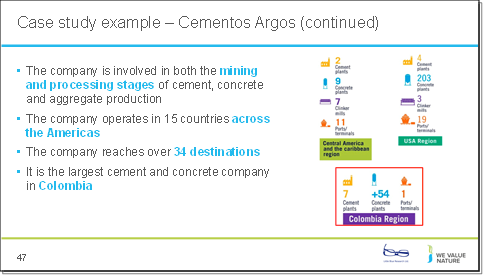 Case study example – Cementos Argos (continued)
• The company is involved in both the mining
and processing stages of cement, concrete
and aggregate production
• The company operates in 15 countries across
the Americas
• The company reaches over 34 destinations
• It is the largest cement and concrete company
in Colombia
2
Cement
plants
9
Concrete
plants
7
Clinker
mills
11
Ports/
terminals
Central America
and the caribbean
region
4
Cement
plants
203
Concrete
plants
3
Clinker
mills
19
Ports/
terminals
USA Region
7
Cement
plants
+54
Concrete
plants
1
Ports/
terminals
Colombia Region
47
WE VALUE
NATURE